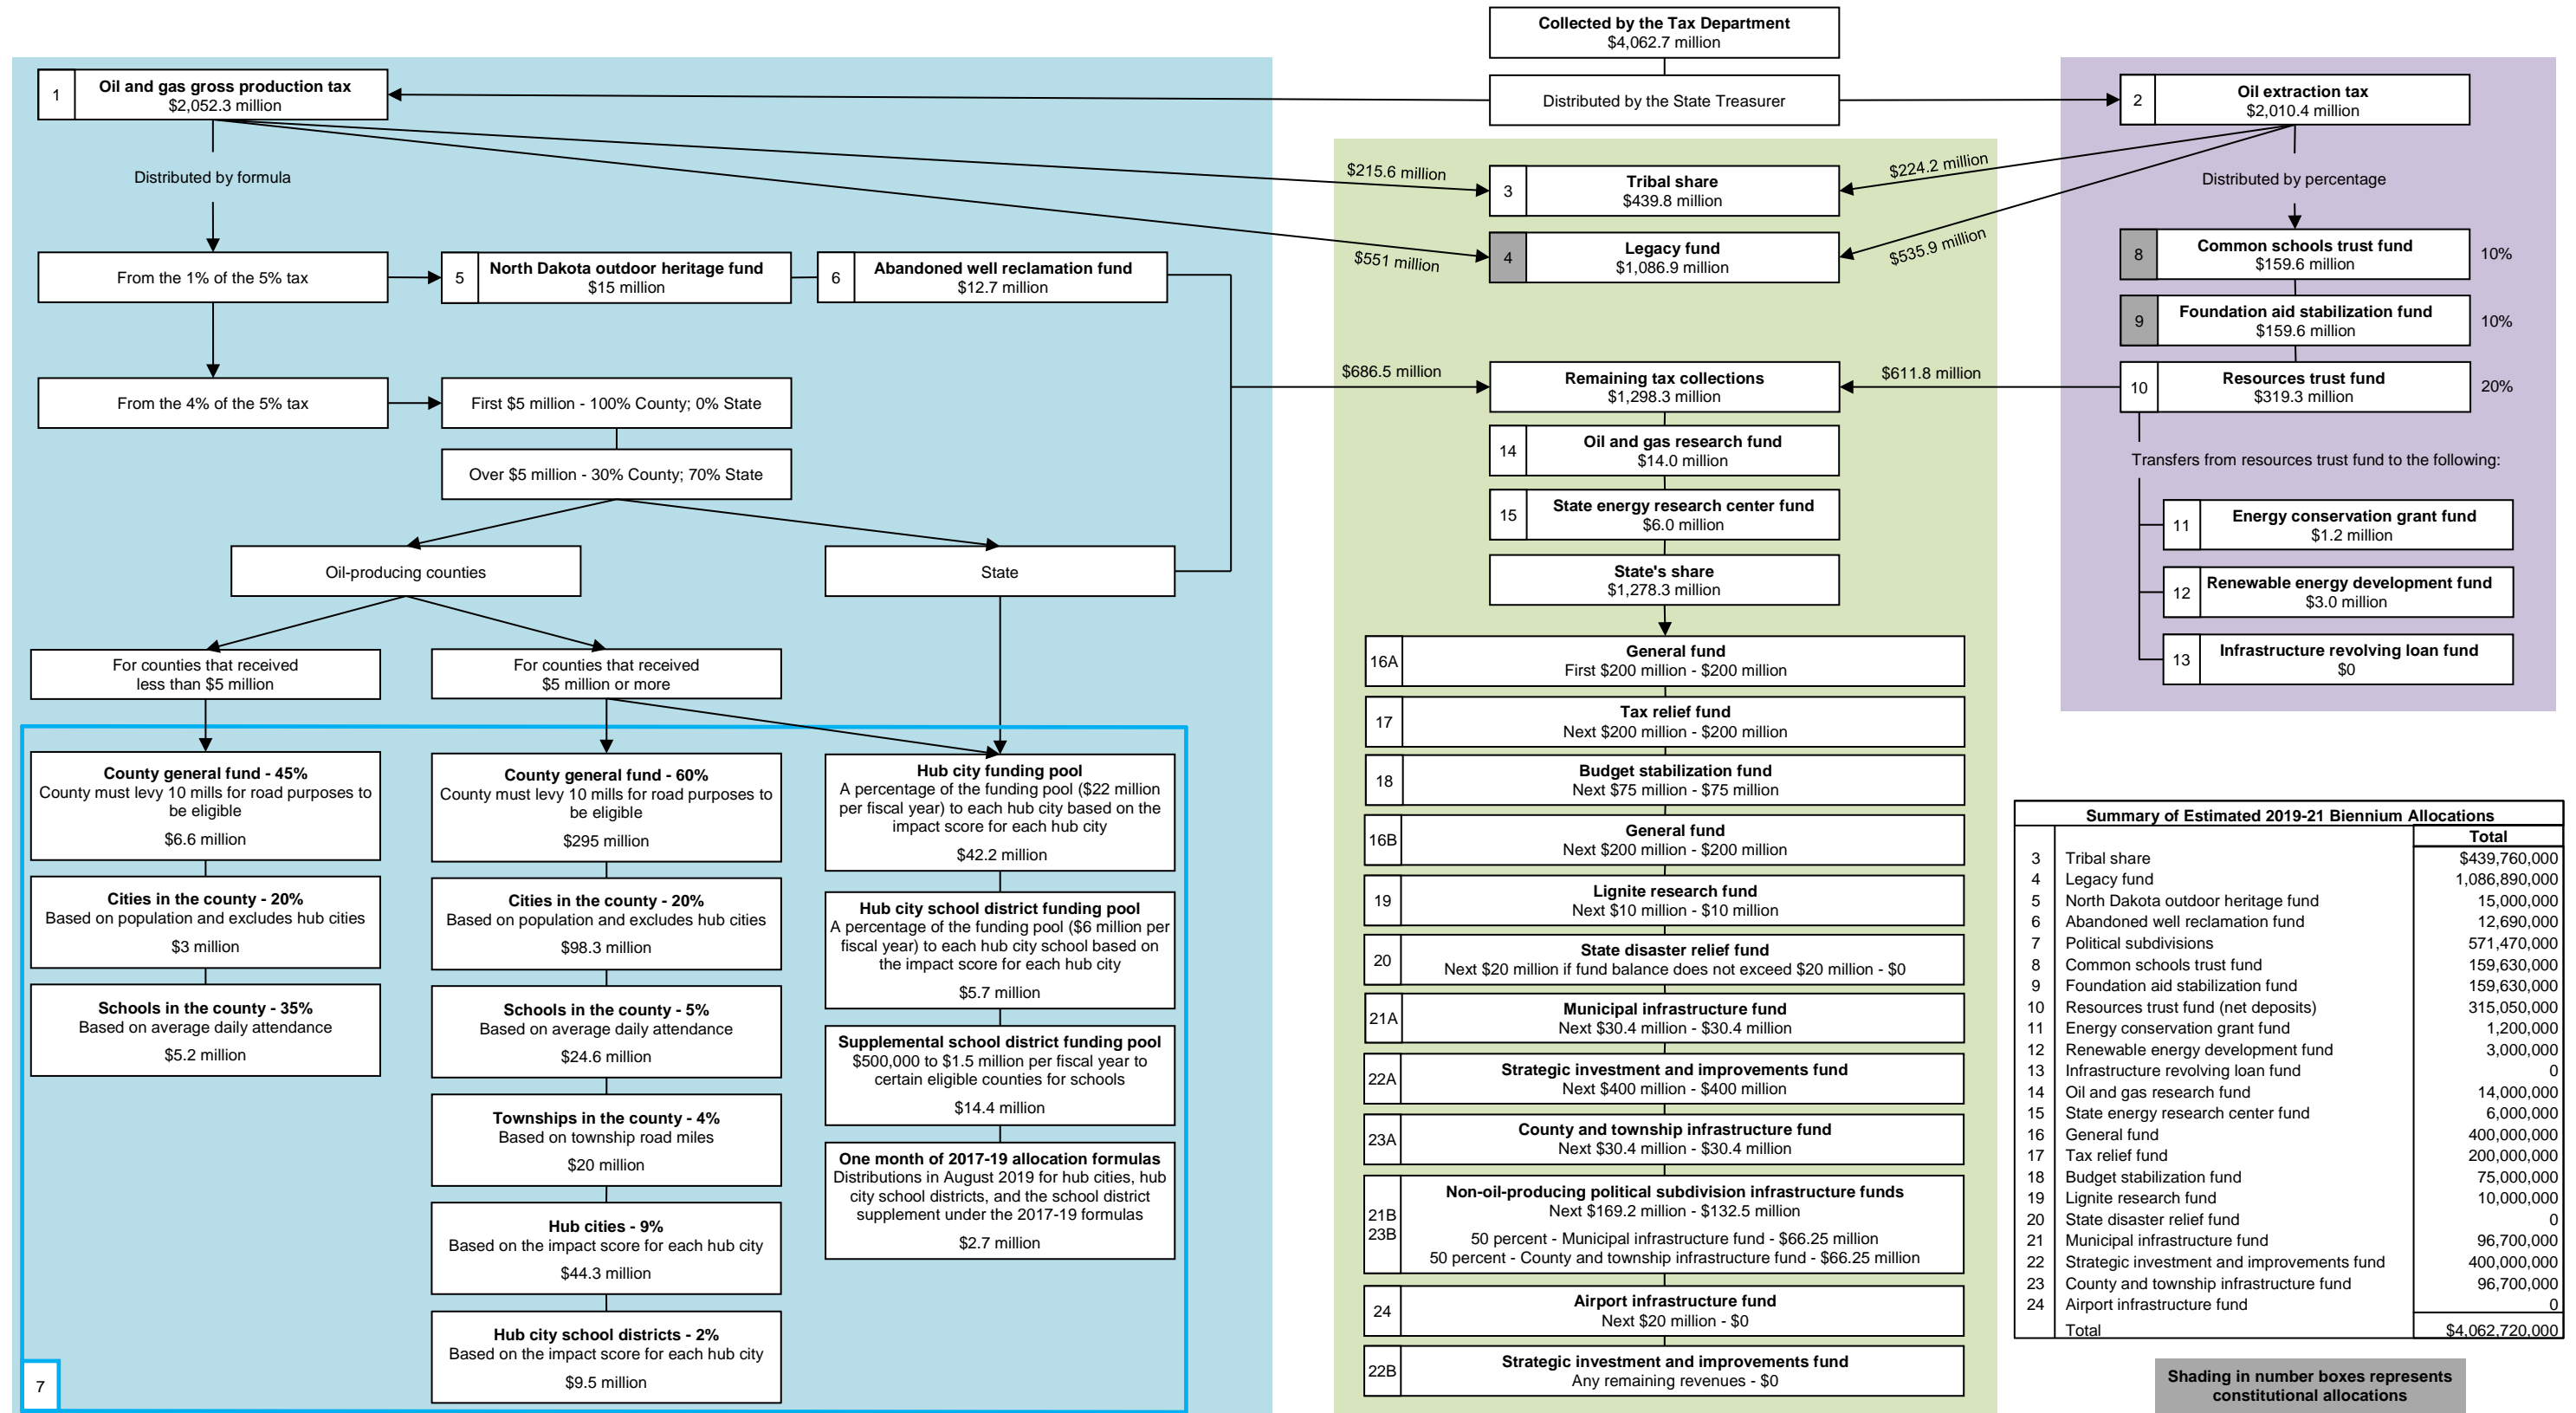 Collected by the Tax Department
$4,062.7 million
Distributed by the State Treasurer
1
Oil and gas gross production tax
$2,052.3 million
2
Oil extraction tax
$2,010.4 million
Distributed by formula
From the 1% of the 5% tax
5
North Dakota outdoor heritage fund
$15 million
6
Abandoned well reclamation fund
$12.7 million
From the 4% of the 5% tax
First $5 million - 100% County; 0% State
Over $5 million - 30% County; 70% State
Oil-producing counties
State
For counties that received
less than $5 million
For counties that received
$5 million or more
County general fund - 45%
County must levy 10 mills for road purposes to
be eligible
$6.6 million
Cities in the county - 20%
Based on population and excludes hub cities
$3 million
Schools in the county - 35%
Based on average daily attendance
$5.2 million
County general fund - 60%
County must levy 10 mills for road purposes to
be eligible
$295 million
Cities in the county - 20%
Based on population and excludes hub cities
$98.3 million
Schools in the county - 5%
Based on average daily attendance
$24.6 million
Townships in the county - 4%
Based on township road miles
$20 million
Hub cities - 9%
Based on the impact score for each hub city
$44.3 million
Hub city school districts - 2%
Based on the impact score for each hub city
$9.5 million
Hub city funding pool
A percentage of the funding pool ($22 million
per fiscal year) to each hub city based on the
impact score for each hub city
$42.2 million
Hub city school district funding pool
A percentage of the funding pool ($6 million per
fiscal year) to each hub city school based on
the impact score for each hub city
$5.7 million
Supplemental school district funding pool
$500,000 to $1.5 million per fiscal year to
certain eligible counties for schools
$14.4 million
One month of 2017-19 allocation formulas
Distributions in August 2019 for hub cities, hub
city school districts, and the school district
supplement under the 2017-19 formulas
$2.7 million
7
$215.6 million
$224.2 million
3
Tribal share
$439.8 million
$551 million
$535.9 million
4
Legacy fund
$1,086.9 million
$686.5 million
$611.8 million
Remaining tax collections
$1,298.3 million
14
Oil and gas research fund
$14.0 million
15
State energy research center fund
$6.0 million
State's share
$1,278.3 million
16A
General fund
First $200 million - $200 million
17
Tax relief fund
Next $200 million - $200 million
18
Budget stabilization fund
Next $75 million - $75 million
16B
General fund
Next $200 million - $200 million
19
Lignite research fund
Next $10 million - $10 million
20
State disaster relief fund
Next $20 million if fund balance does not exceed $20 million - $0
21A
Municipal infrastructure fund
Next $30.4 million - $30.4 million
22A
Strategic investment and improvements fund
Next $400 million - $400 million
23A
County and township infrastructure fund
Next $30.4 million - $30.4 million
21B
23B
Non-oil-producing political subdivision infrastructure funds
Next $169.2 million - $132.5 million
50 percent - Municipal infrastructure fund - $66.25 million
50 percent - County and township infrastructure fund - $66.25 million
24
Airport infrastructure fund
Next $20 million - $0
22B
Strategic investment and improvements fund
Any remaining revenues - $0
Distributed by percentage
8
Common schools trust fund
$159.6 million
10%
9
Foundation aid stabilization fund
$159.6 million
10%
10
Resources trust fund
$319.3 million
20%
Transfers from resources trust fund to the following:
11
Energy conservation grant fund
$1.2 million
12
Renewable energy development fund
$3.0 million
13
Infrastructure revolving loan fund
$0
Summary of Estimated 2019-21 Biennium Allocations
Total
3 Tribal share $439,760,000
4 Legacy fund 1,086,890,000
5 North Dakota outdoor heritage fund 15,000,000
6 Abandoned well reclamation fund 12,690,000
7 Political subdivisions 571,470,000
8 Common schools trust fund 159,630,000
9 Foundation aid stabilization fund 159,630,000
10 Resources trust fund (net deposits) 315,050,000
11 Energy conservation grant fund 1,200,000
12 Renewable energy development fund 3,000,000
13 Infrastructure revolving loan fund 0
14 Oil and gas research fund 14,000,000
15 State energy research center fund 6,000,000
16 General fund 400,000,000
17 Tax relief fund 200,000,000
18 Budget stabilization fund 75,000,000
19 Lignite research fund 10,000,000
20 State disaster relief fund 0
21 Municipal infrastructure fund 96,700,000
22 Strategic investment and improvements fund 400,000,000
23 County and township infrastructure fund 96,700,000
24 Airport infrastructure fund 0
Total $4,062,720,000
Shading in number boxes represents
constitutional allocations